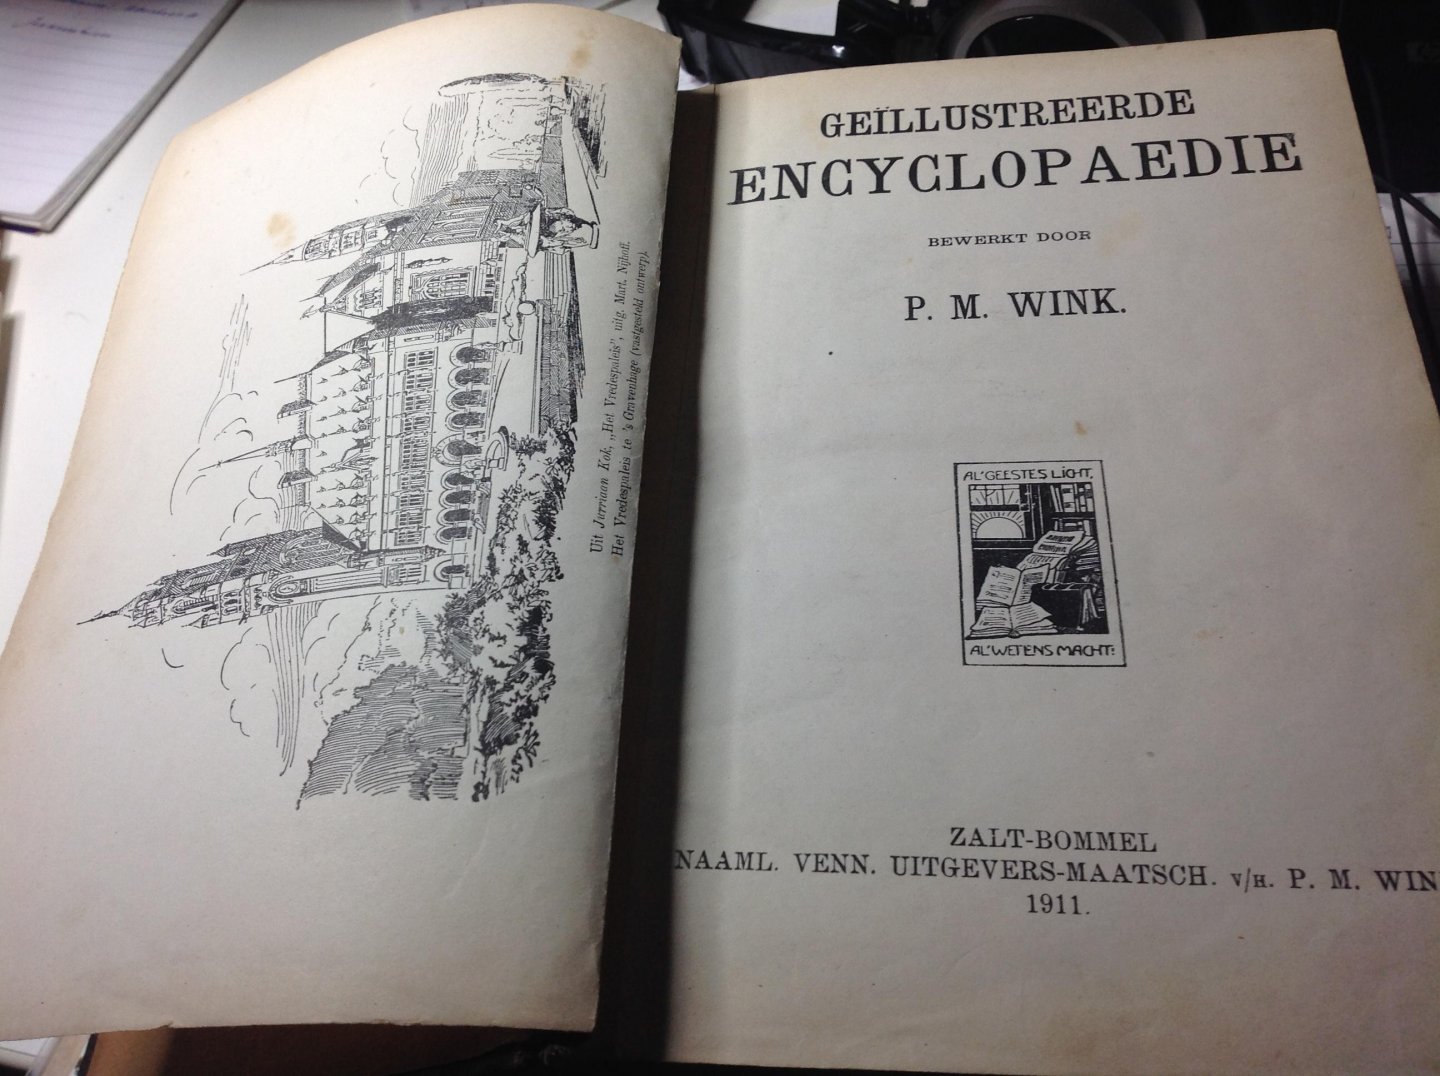 Uit Jurriaan Kok, „Het Vredespaleis", uitg. Mart. Nijhoff.
Het Vredespaleis te 's Gravenhage (vastgesteld ontwerp).
GEÏLLUSTREERDE
ENCYCLOPAEDIE
BEWERKT DOOR
P. M. WINK.
AL'GEESTES LICHT,
AL'WETENS MACHT:
ZALT-BOMMEL
NAAML. VENN. UITGEVERS-MAATSCH. V/H. P. M. WIN
1911.